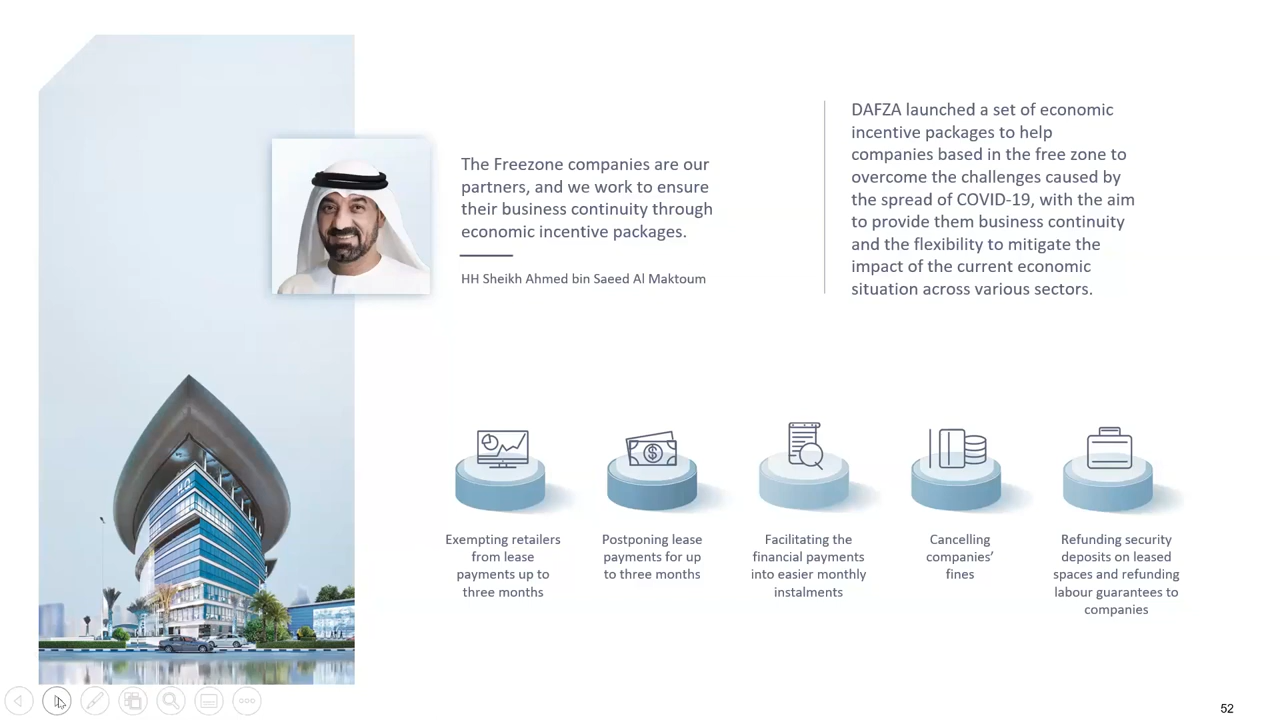 The Freezone companies are our
partners, and we work to ensure
their business continuity through
economic incentive packages.
HH Sheikh Ahmed bin Saeed Al Maktoum
DAFZA launched a set of economic
incentive packages to help
companies based in the free zone to
overcome the challenges caused by
the spread of COVID-19, with the aim
to provide them business continuity
and the flexibility to mitigate the
impact of the current economic
situation across various sectors.
HQ
Exempting retailers
from lease
payments up to
three months
Postponing lease
payments for up
to three months
Facilitating the
financial payments
into easier monthly
instalments
Cancelling
companies’
fines
Refunding security
deposits on leased
spaces and refunding
labour guarantees to
companies
52